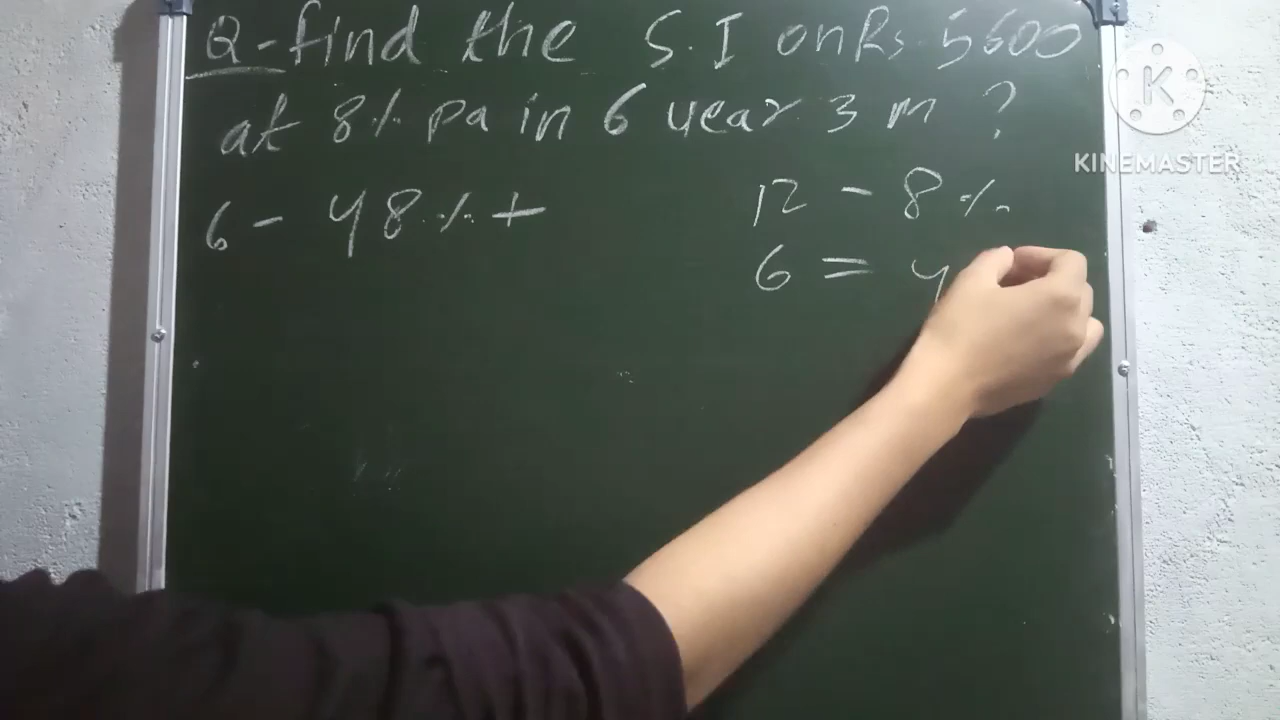 Q-find the S.I on Rs 5600
at 8% pa in 6 year 3 m ?
6 - 48% +
12 - 8%
6 = 4
K
KINEMASTER